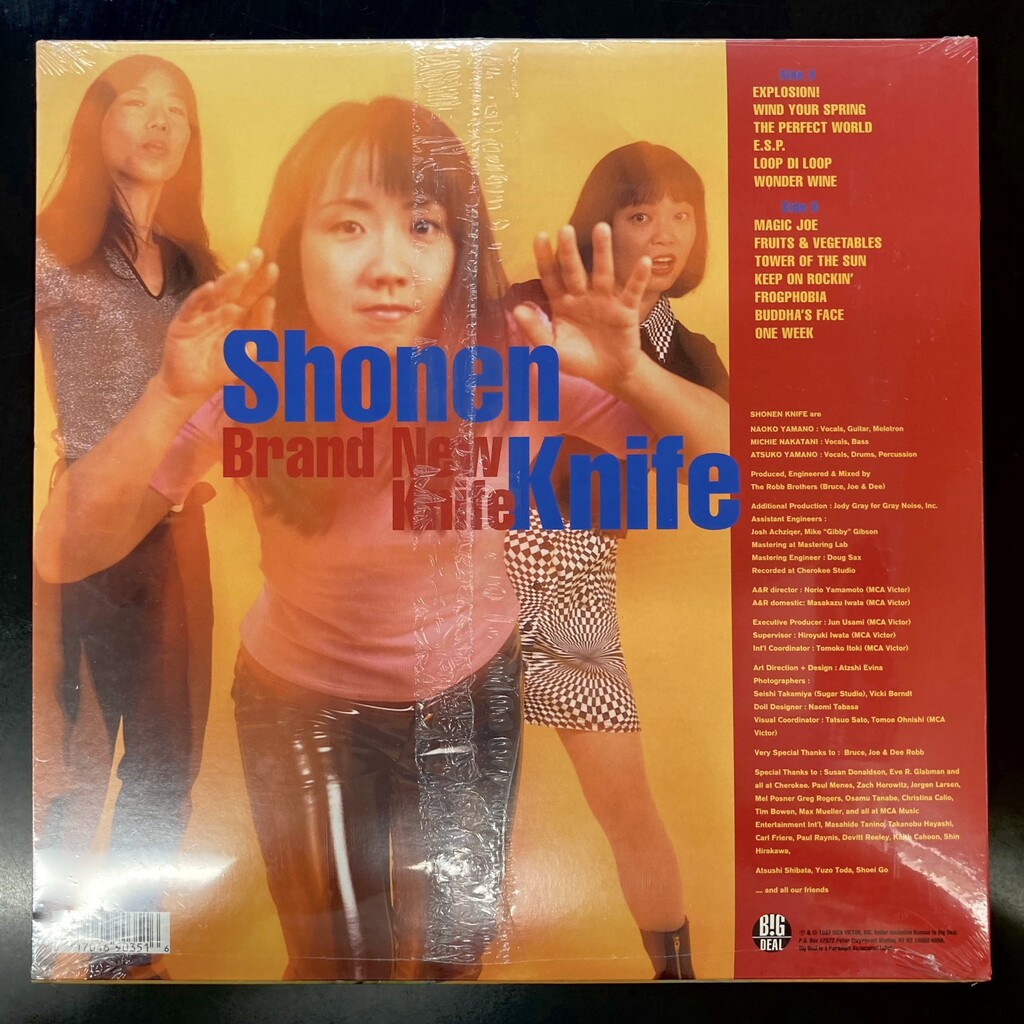 Shonen
Brand New
Knife
Knife
Side A
EXPLOSION!
WIND YOUR SPRING
THE PERFECT WORLD
E.S.P.
LOOP DI LOOP
WONDER WINE
Side B
MAGIC JOE
FRUITS & VEGETABLES
TOWER OF THE SUN
KEEP ON ROCKIN'
FROGPHOBIA
BUDDHA'S FACE
ONE WEEK
SHONEN KNIFE are
NAOKO YAMANO : Vocals, Guitar, Melotron
MICHIE NAKATANI : Vocals, Bass
ATSUKO YAMANO : Vocals, Drums, Percussion
Produced, Engineered & Mixed by
The Robb Brothers (Bruce, Joe & Dee)
Additional Production : Jody Gray for Gray Noise, Inc.
Assistant Engineers :
Josh Achziqer, Mike "Gibby" Gibson
Mastering at Mastering Lab
Mastering Engineer : Doug Sax
Recorded at Cherokee Studio
A&R director : Norio Yamamoto (MCA Victor)
A&R domestic: Masakazu Iwata (MCA Victor)
Executive Producer : Jun Usami (MCA Victor)
Supervisor : Hiroyuki Iwata (MCA Victor)
Int'l Coordinator : Tomoko Itoki (MCA Victor)
Art Direction + Design : Atzshi Evina
Photographers :
Seishi Takamiya (Sugar Studio), Vicki Berndt
Doll Designer : Naomi Tabasa
Visual Coordinator : Tatsuo Sato, Tomoe Ohnishi (MCA
Victor)
Very Special Thanks to : Bruce, Joe & Dee Robb
Special Thanks to : Susan Donaldson, Eve R. Glabman and
all at Cherokee. Paul Menes, Zach Horowitz, Jorgen Larsen,
Mel Posner Greg Rogers, Osamu Tanabe, Christina Calio,
Tim Bowen, Max Mueller, and all at MCA Music
Entertainment Int'l, Masahide Tanino, Takanobu Hayashi,
Carl Friere, Paul Raynis, Devitt Reeley, Keith Cahoon, Shin
Hirakawa,
Atsushi Shibata, Yuzo Toda, Shoei Go
.... and all our friends
B!G
DEAL
6